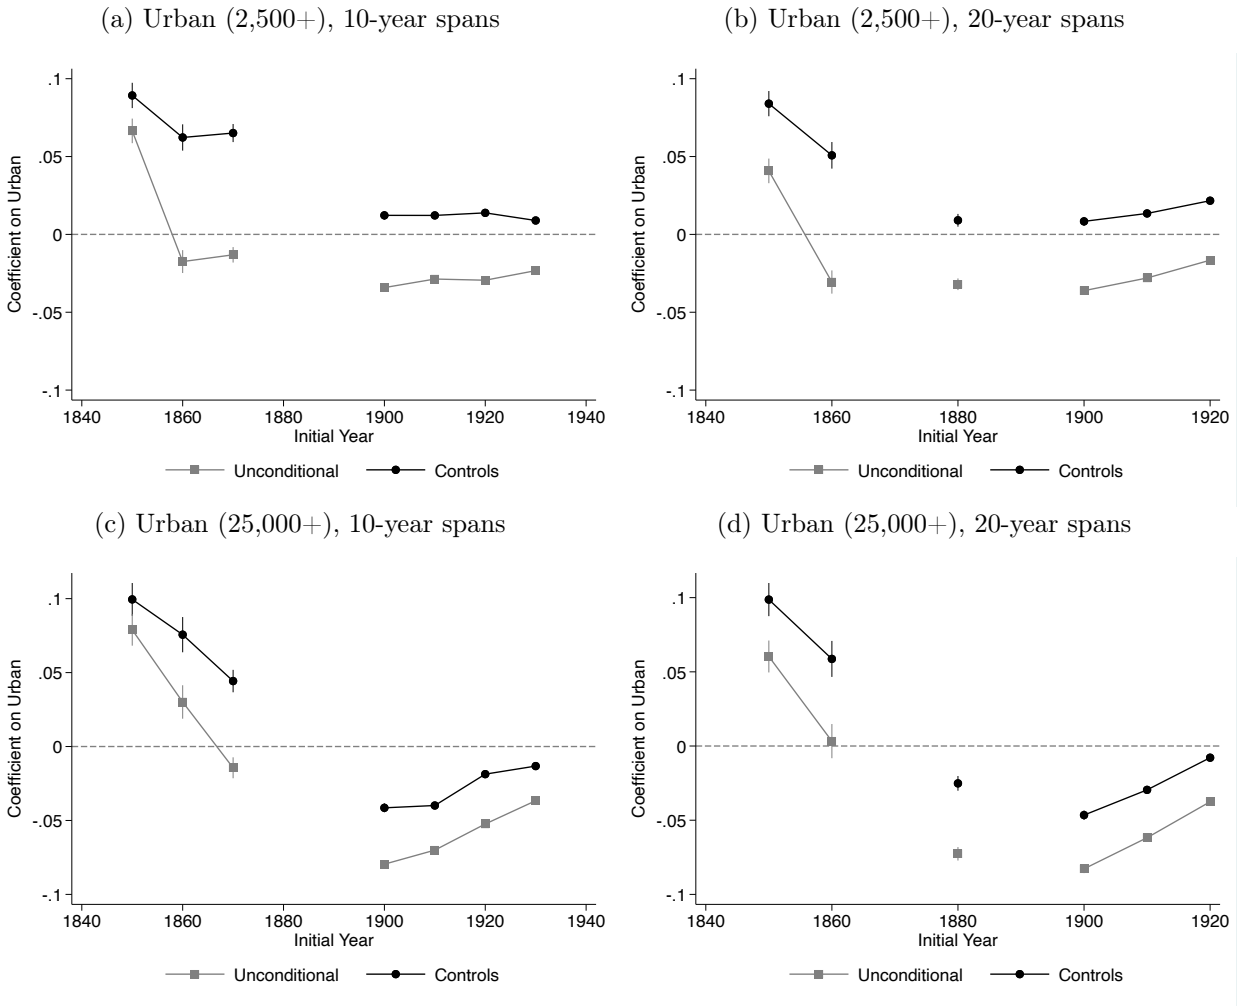 (a) Urban (2,500+), 10-year spans
.1
.05
0
-.05
-.1
Coefficient on Urban
1840 1860 1880 1900 1920 1940
Initial Year
Unconditional Controls
(b) Urban (2,500+), 20-year spans
.1
.05
0
-.05
-.1
Coefficient on Urban
1840 1860 1880 1900 1920
Initial Year
Unconditional Controls
(c) Urban (25,000+), 10-year spans
.1
.05
0
-.05
-.1
Coefficient on Urban
1840 1860 1880 1900 1920 1940
Initial Year
Unconditional Controls
(d) Urban (25,000+), 20-year spans
.1
.05
0
-.05
-.1
Coefficient on Urban
1840 1860 1880 1900 1920
Initial Year
Unconditional Controls